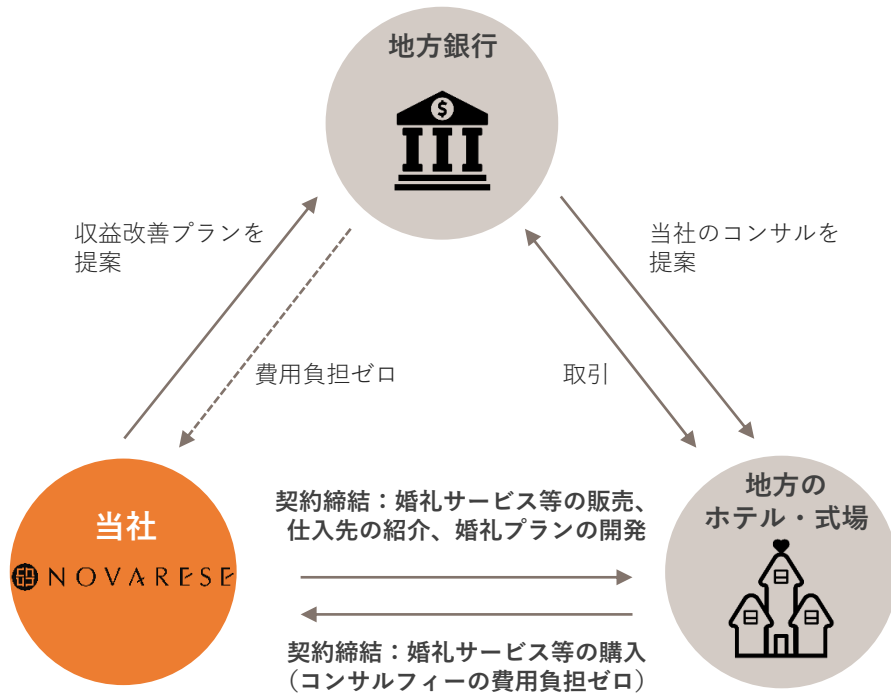 地方銀行
$
収益改善プランを
提案
当社のコンサルを
提案
費用負担ゼロ
取引
当社
NOVARESE
契約締結：婚礼サービス等の販売、
仕入先の紹介、婚礼プランの開発
地方の
ホテル・式場
契約締結：婚礼サービス等の購入
（コンサルフィーの費用負担ゼロ）